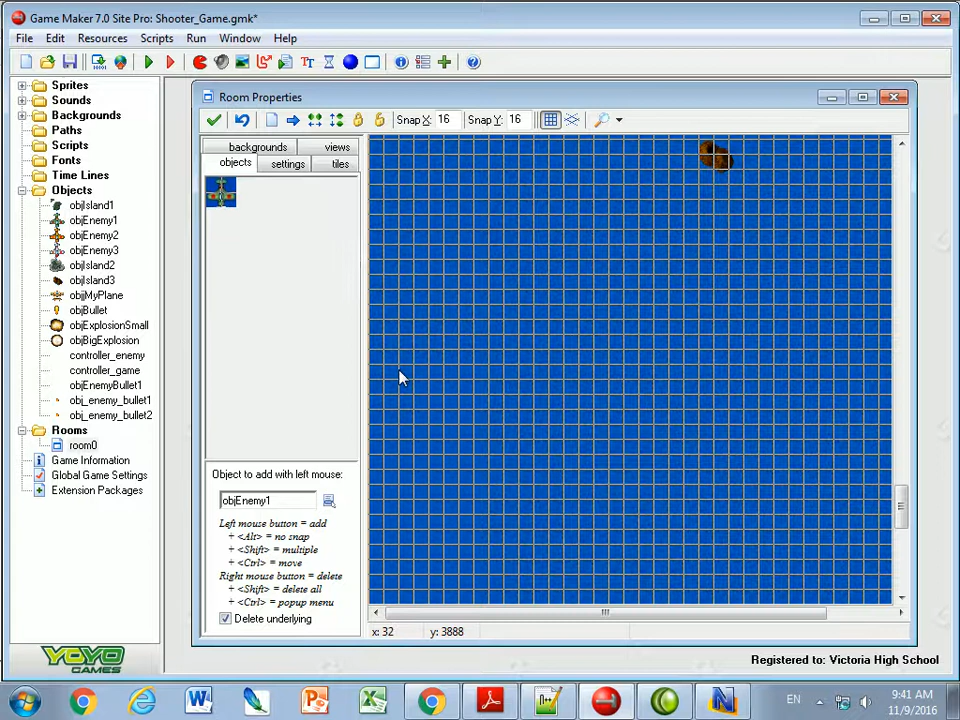 Game Maker 7.0 Site Pro: Shooter_Game.gmk*
File Edit Resources Scripts Run Window Help
Sprites
Sounds
Backgrounds
Paths
Scripts
Fonts
Time Lines
Objects
objIsland1
objEnemy1
objEnemy2
objEnemy3
objIsland2
objIsland3
objMyPlane
objBullet
objExplosionSmall
objBigExplosion
controller_enemy
controller_game
objEnemyBullet1
obj_enemy_bullet1
obj_enemy_bullet2
Rooms
room0
Game Information
Global Game Settings
Extension Packages
YOYO
GAMES
Room Properties
Snap X: 16 Snap Y: 16
backgrounds views
objects settings tiles
Object to add with left mouse:
objEnemy1
Left mouse button = add
+ <Alt> = no snap
+ <Shift> = multiple
+ <Ctrl> = move
Right mouse button = delete
+ <Shift> = delete all
+ <Ctrl> = popup menu
Delete underlying
x: 32 y: 3888
Registered to: Victoria High School
EN
9:41 AM
11/9/2016